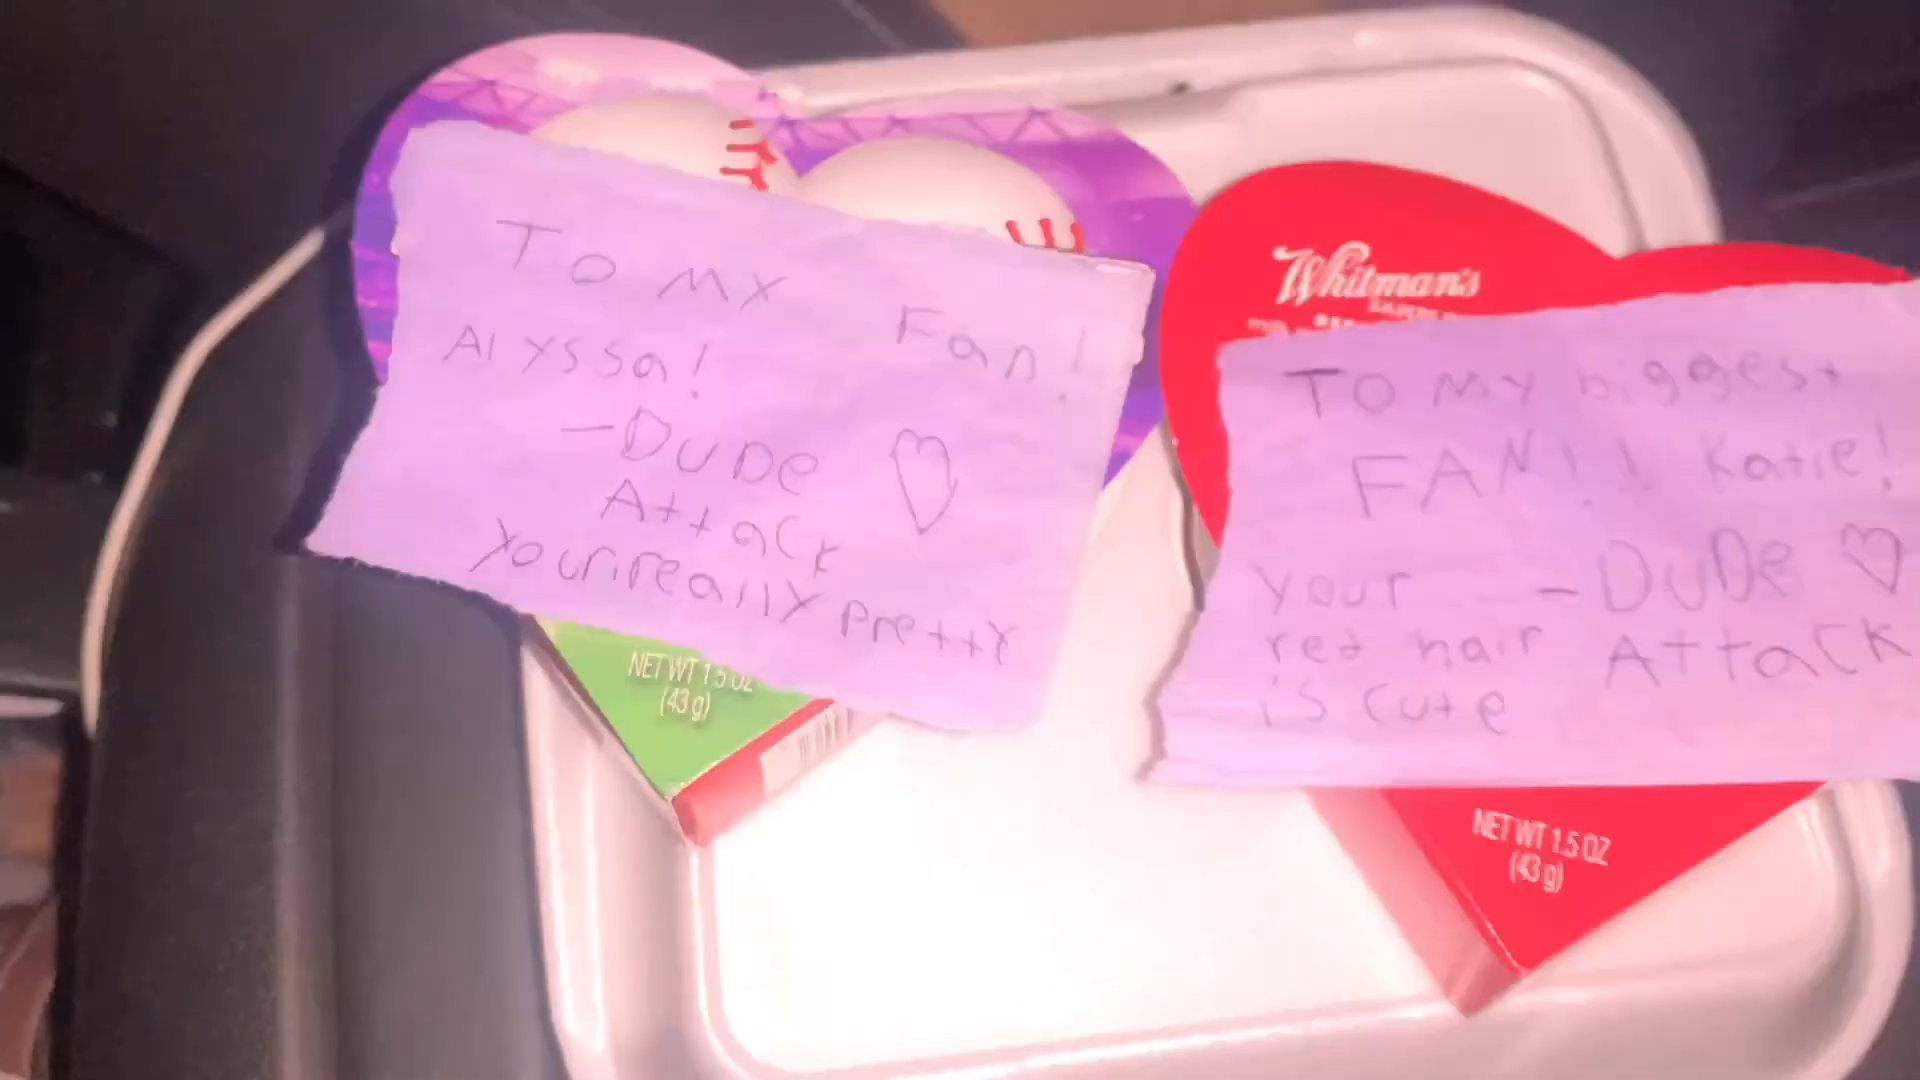 TO MY Fan!
Alyssa!
-DUDe
Attack
Your really pretty
NET WT 1.5 OZ
(43 g)
Whitman's
TO MY biggest
FAN!! Katie!
-DUDe
Attack
Your
red hair
is cute
NET WT 1.5 OZ
(43 g)